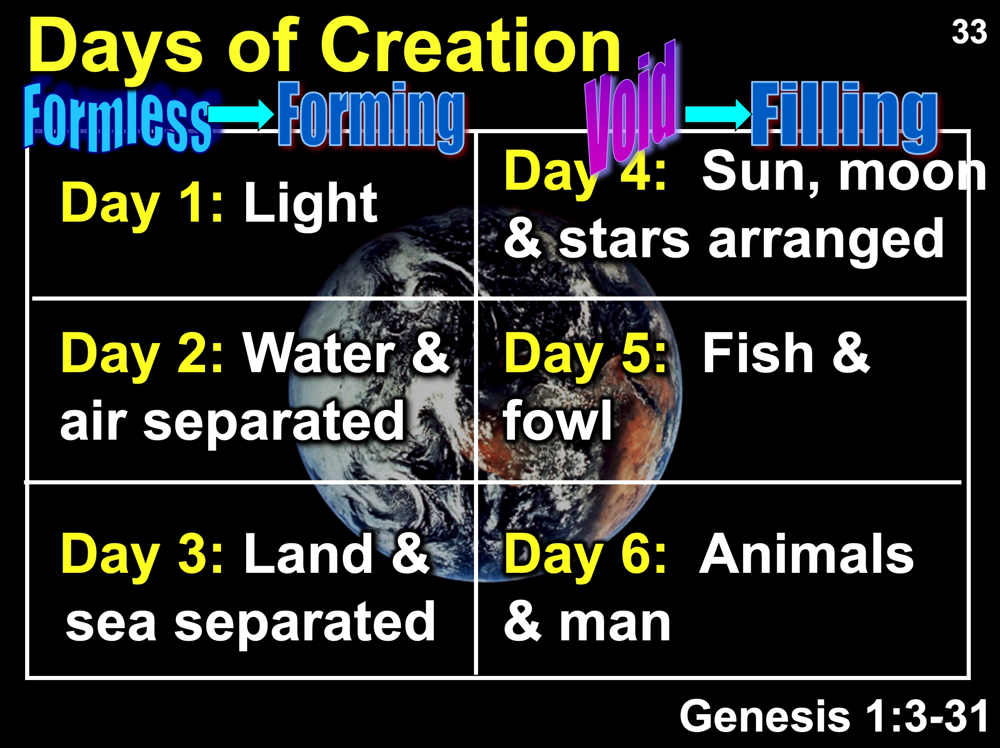 Days of Creation
33
Formless Forming
Void Filling
Day 1: Light
Day 4: Sun, moon
& stars arranged
Day 2: Water &
air separated
Day 5: Fish &
fowl
Day 3: Land &
sea separated
Day 6: Animals
& man
Genesis 1:3-31